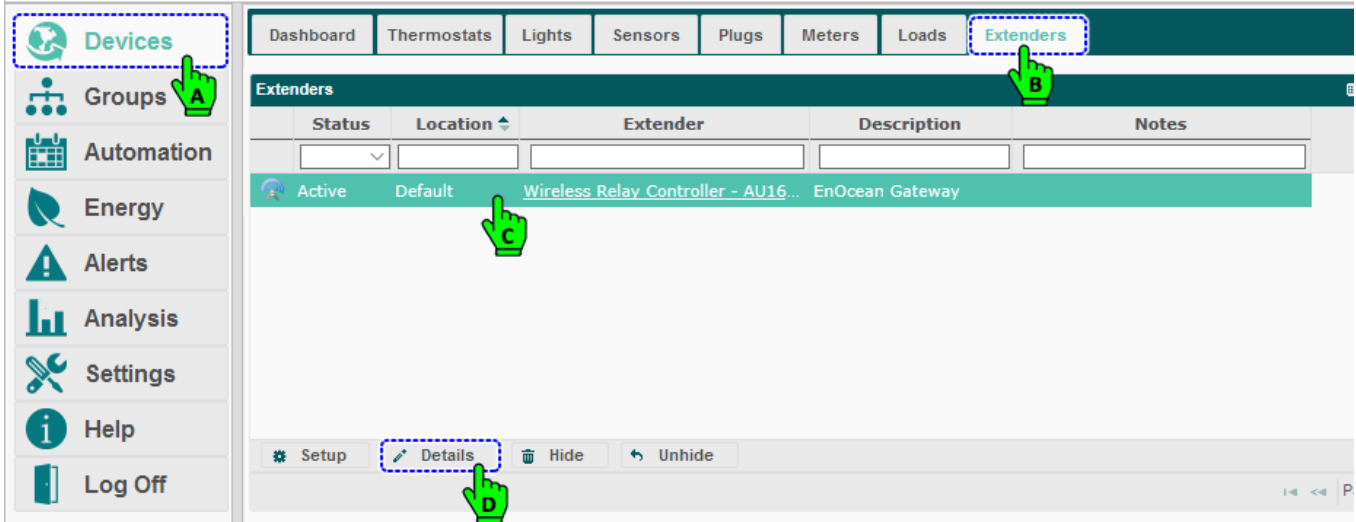 Devices
A
Groups
Automation
Energy
Alerts
Analysis
Settings
Help
Log Off
Dashboard Thermostats Lights Sensors Plugs Meters Loads Extenders
B
Extenders
Status Location Extender Description Notes
Active Default Wireless Relay Controller - AU16... EnOcean Gateway
C
Setup Details Hide Unhide
D